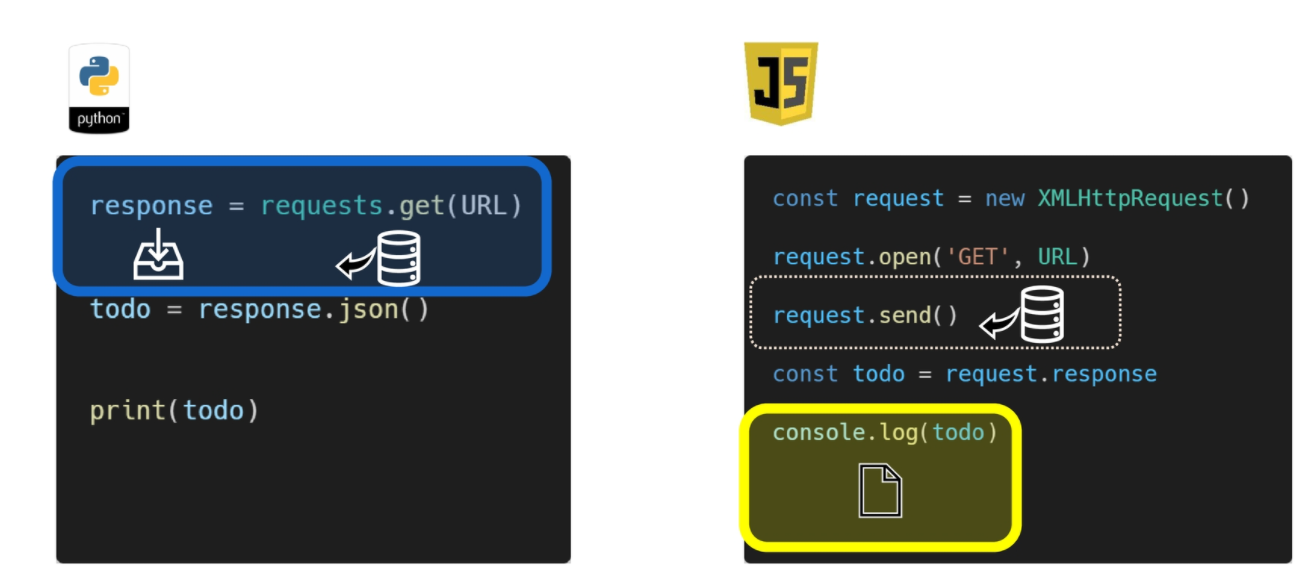 python
response = requests.get(URL)
todo = response.json()
print(todo)
JS
const request = new XMLHttpRequest()
request.open('GET', URL)
request.send()
const todo = request.response
console.log(todo)